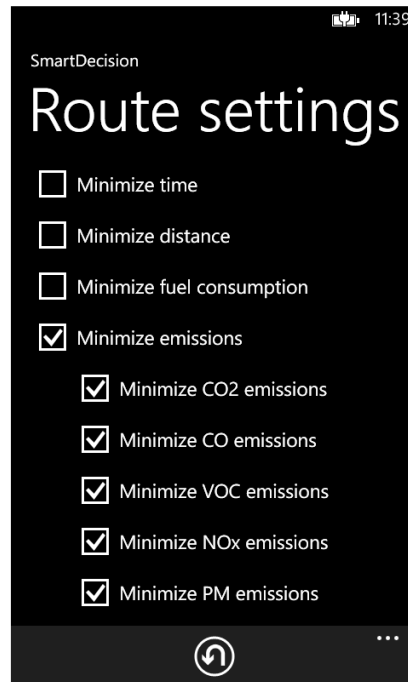 11:39
SmartDecision
Route settings
Minimize time
Minimize distance
Minimize fuel consumption
Minimize emissions
Minimize CO2 emissions
Minimize CO emissions
Minimize VOC emissions
Minimize NOx emissions
Minimize PM emissions